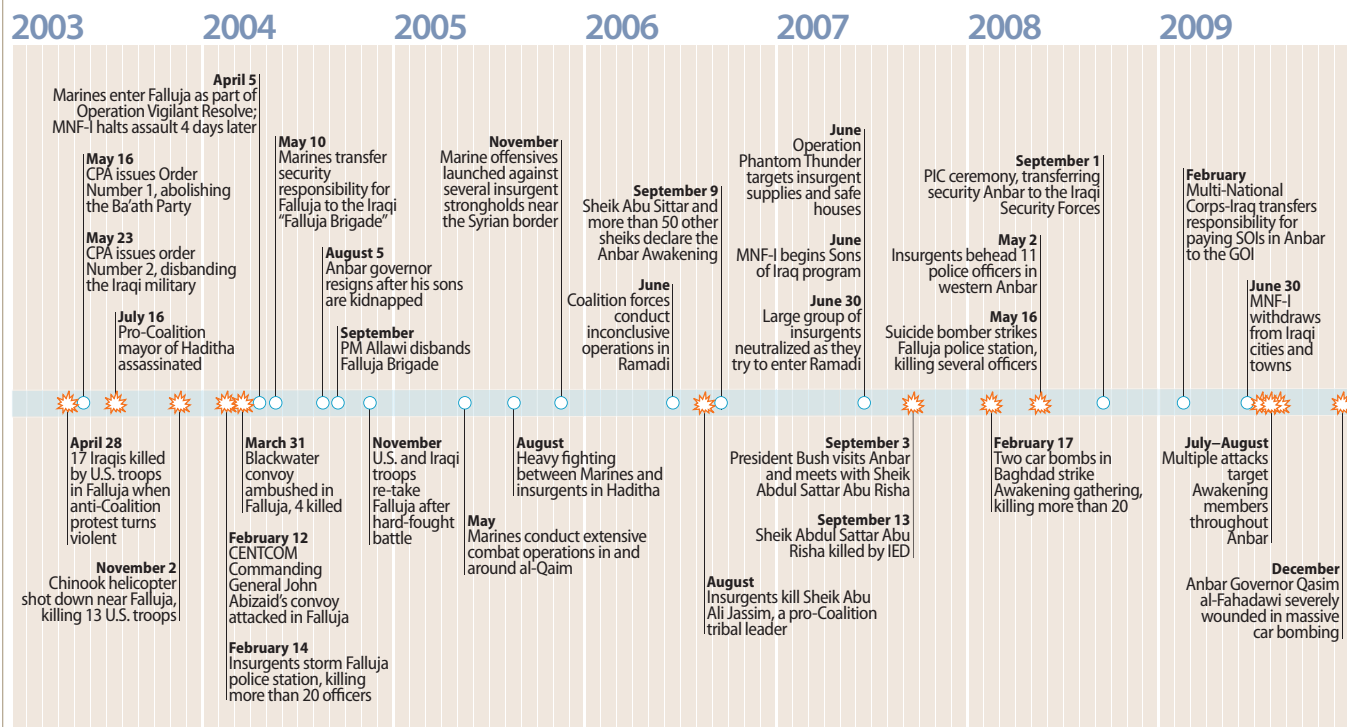 2003 2004 2005 2006 2007 2008 2009
April 5
Marines enter Falluja as part of
Operation Vigilant Resolve;
MNF-I halts assault 4 days later
May 16
CPA issues Order
Number 1, abolishing
the Ba'ath Party
May 23
CPA issues order
Number 2, disbanding
the Iraqi military
July 16
Pro-Coalition
mayor of Haditha
assassinated
May 10
Marines transfer
security
responsibility for
Falluja to the Iraqi
“Falluja Brigade”
August 5
Anbar governor
resigns after his sons
are kidnapped
September
PM Allawi disbands
Falluja Brigade
November
Marine offensives
launched against
several insurgent
strongholds near
the Syrian border
September 9
Sheik Abu Sittar and
more than 50 other
sheiks declare the
Anbar Awakening
June
Coalition forces
conduct
inconclusive
operations in
Ramadi
June
Operation
Phantom Thunder
targets insurgent
supplies and safe
houses
June
MNF-I begins Sons
of Iraq program
June 30
Large group of
insurgents
neutralized as they
try to enter Ramadi
September 1
PIC ceremony, transferring
security Anbar to the Iraqi
Security Forces
May 2
Insurgents behead 11
police officers in
western Anbar
May 16
Suicide bomber strikes
Falluja police station,
killing several officers
February
Multi-National
Corps-Iraq transfers
responsibility for
paying SOIs in Anbar
to the GOI
June 30
MNF-I
withdraws
from Iraqi
cities and
towns
April 28
17 Iraqis killed
by U.S. troops
in Falluja when
anti-Coalition
protest turns
violent
November 2
Chinook helicopter
shot down near Falluja,
killing 13 U.S. troops
March 31
Blackwater
convoy
ambushed in
Falluja, 4 killed
February 12
CENTCOM
Commanding
General John
Abizaid's convoy
attacked in Falluja
February 14
Insurgents storm Falluja
police station, killing
more than 20 officers
November
U.S. and Iraqi
troops
re-take
Falluja after
hard-fought
battle
May
Marines conduct extensive
combat operations in and
around al-Qaim
August
Heavy fighting
between Marines and
insurgents in Haditha
August
Insurgents kill Sheik Abu
Ali Jassim, a pro-Coalition
tribal leader
September 3
President Bush visits Anbar
and meets with Sheik
Abdul Sattar Abu Risha
September 13
Sheik Abdul Sattar Abu
Risha killed by IED
February 17
Two car bombs in
Baghdad strike
Awakening gathering,
killing more than 20
July–August
Multiple attacks
target
Awakening
members
throughout
Anbar
December
Anbar Governor Qasim
al-Fahadawi severely
wounded in massive
car bombing